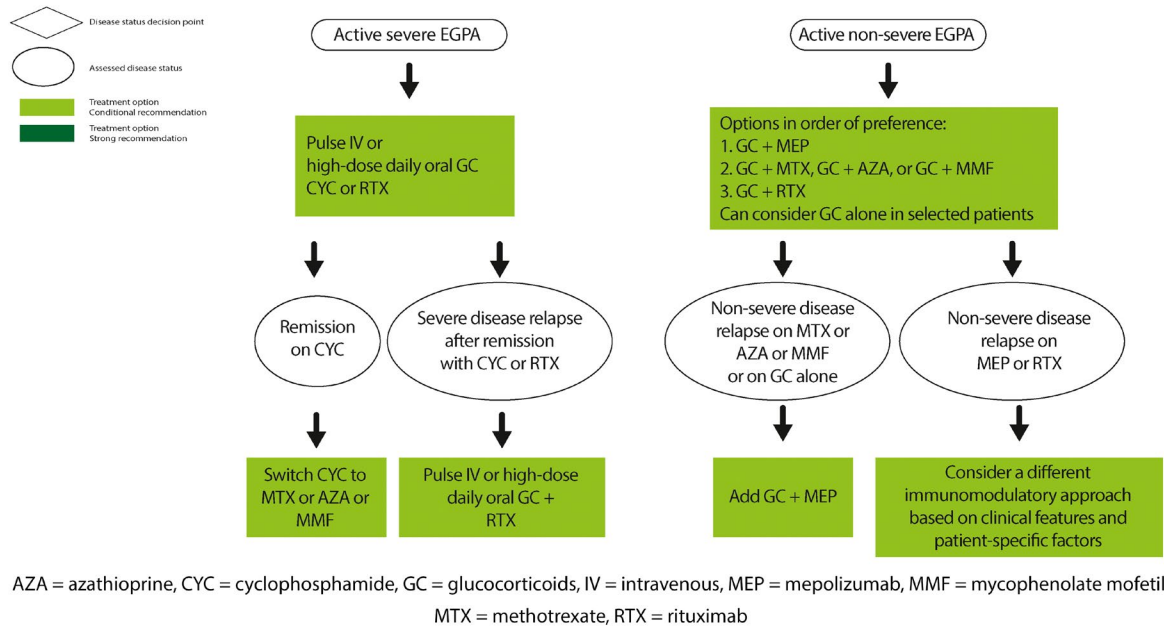 Disease status decision point
Assessed disease status
Treatment option
Conditional recommendation
Treatment option
Strong recommendation
Active severe EGPA
Pulse IV or
high-dose daily oral GC
CYC or RTX
Remission
on CYC
Severe disease relapse
after remission
with CYC or RTX
Switch CYC to
MTX or AZA or
MMF
Pulse IV or high-dose
daily oral GC +
RTX
Active non-severe EGPA
Options in order of preference:
1. GC + MEP
2. GC + MTX, GC + AZA, or GC + MMF
3. GC + RTX
Can consider GC alone in selected patients
Non-severe disease
relapse on MTX or
AZA or MMF
or on GC alone
Non-severe disease
relapse on
MEP or RTX
Add GC + MEP
Consider a different
immunomodulatory approach
based on clinical features and
patient-specific factors
AZA = azathioprine, CYC = cyclophosphamide, GC = glucocorticoids, IV = intravenous, MEP = mepolizumab, MMF = mycophenolate mofetil
MTX = methotrexate, RTX = rituximab